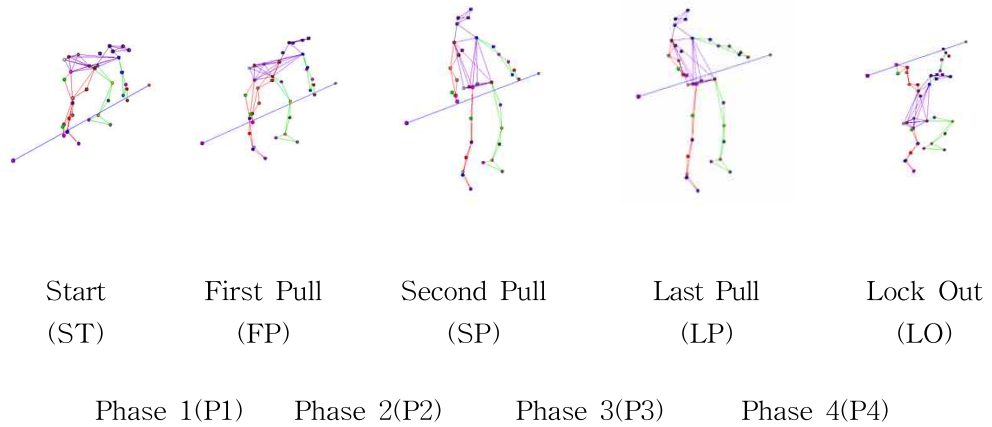 Start First Pull Second Pull Last Pull Lock Out
(ST) (FP) (SP) (LP) (LO)
Phase 1(P1) Phase 2(P2) Phase 3(P3) Phase 4(P4)